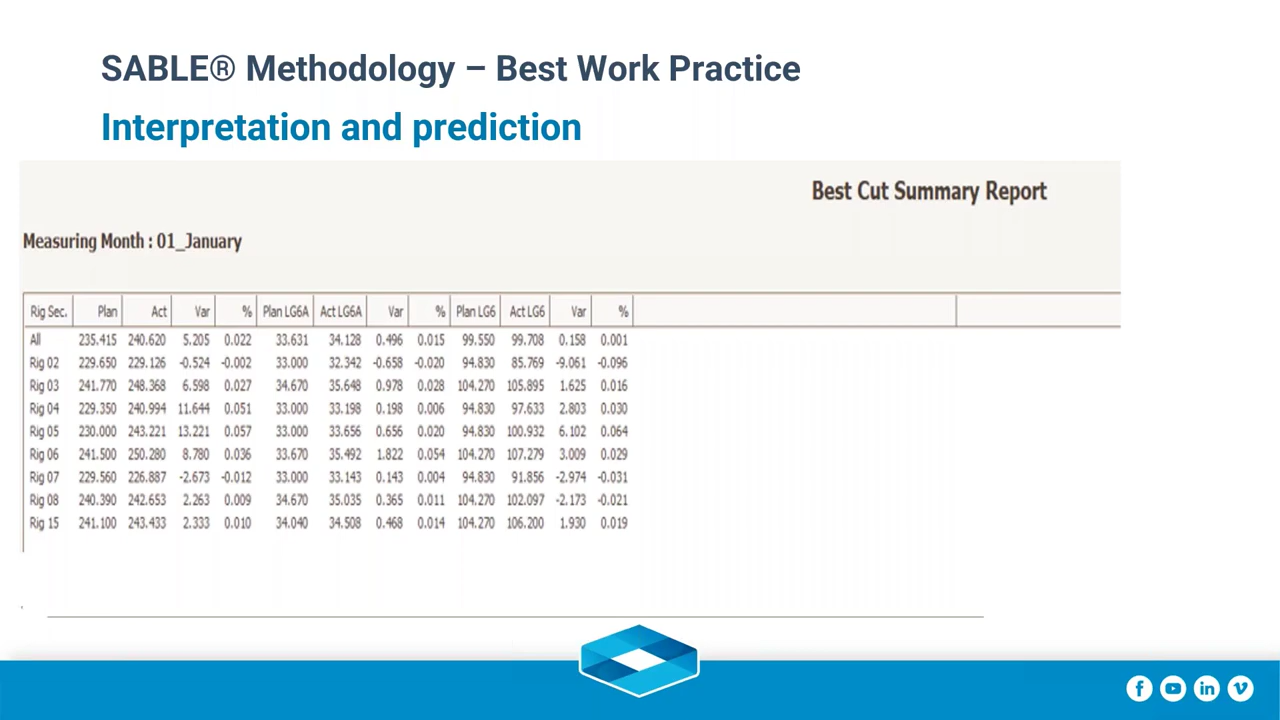 SABLE® Methodology – Best Work Practice
Interpretation and prediction
Best Cut Summary Report
Measuring Month : 01_January
Rig Sec. Plan Act Var % Plan LG6A Act LG6A Var % Plan LG6 Act LG6 Var %
All 235.415 240.620 5.205 0.022 33.631 34.128 0.496 0.015 99.550 99.708 0.158 0.001
Rig 02 229.650 229.126 -0.524 -0.002 33.000 32.342 -0.658 -0.020 94.830 85.769 -9.061 -0.096
Rig 03 241.770 248.368 6.598 0.027 34.670 35.648 0.978 0.028 104.270 105.895 1.625 0.016
Rig 04 229.350 240.994 11.644 0.051 33.000 33.198 0.198 0.006 94.830 97.633 2.803 0.030
Rig 05 230.000 243.221 13.221 0.057 33.000 33.656 0.656 0.020 94.830 100.932 6.102 0.064
Rig 06 241.500 250.280 8.780 0.036 33.670 35.492 1.822 0.054 104.270 107.279 3.009 0.029
Rig 07 229.560 226.887 -2.673 -0.012 33.000 33.143 0.143 0.004 94.830 91.856 -2.974 -0.031
Rig 08 240.390 242.653 2.263 0.009 34.670 35.035 0.365 0.011 104.270 102.097 -2.173 -0.021
Rig 15 241.100 243.433 2.333 0.010 34.040 34.508 0.468 0.014 104.270 106.200 1.930 0.019